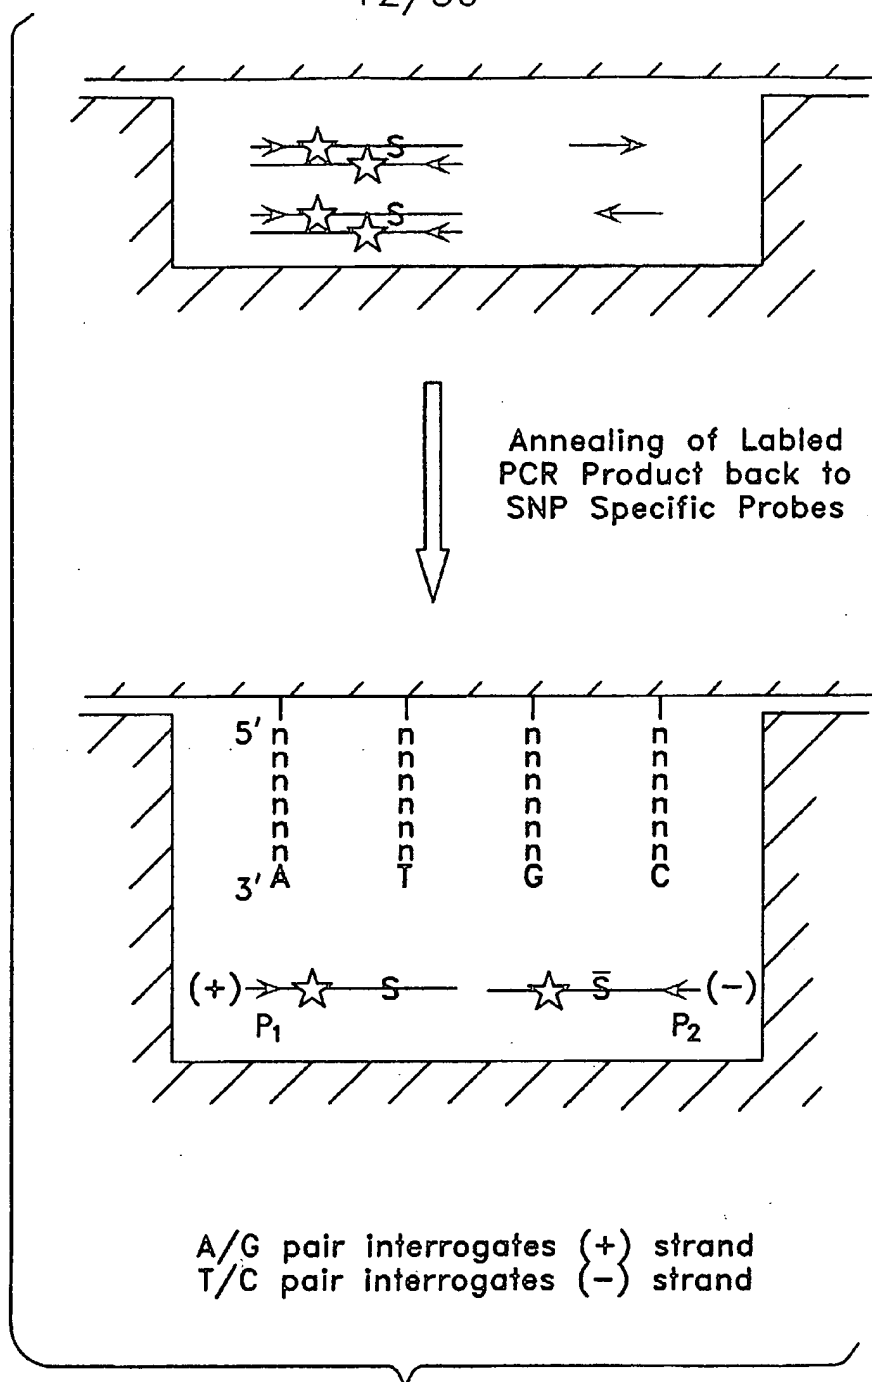 S
S
Annealing of Labled
PCR Product back to
SNP Specific Probes
5' n n n n
n n n n
n n n n
n n n n
n n n n
n n n n
3' A T G C
(+) S S̄ (-)
P1 P2
A/G pair interrogates (+) strand
T/C pair interrogates (-) strand